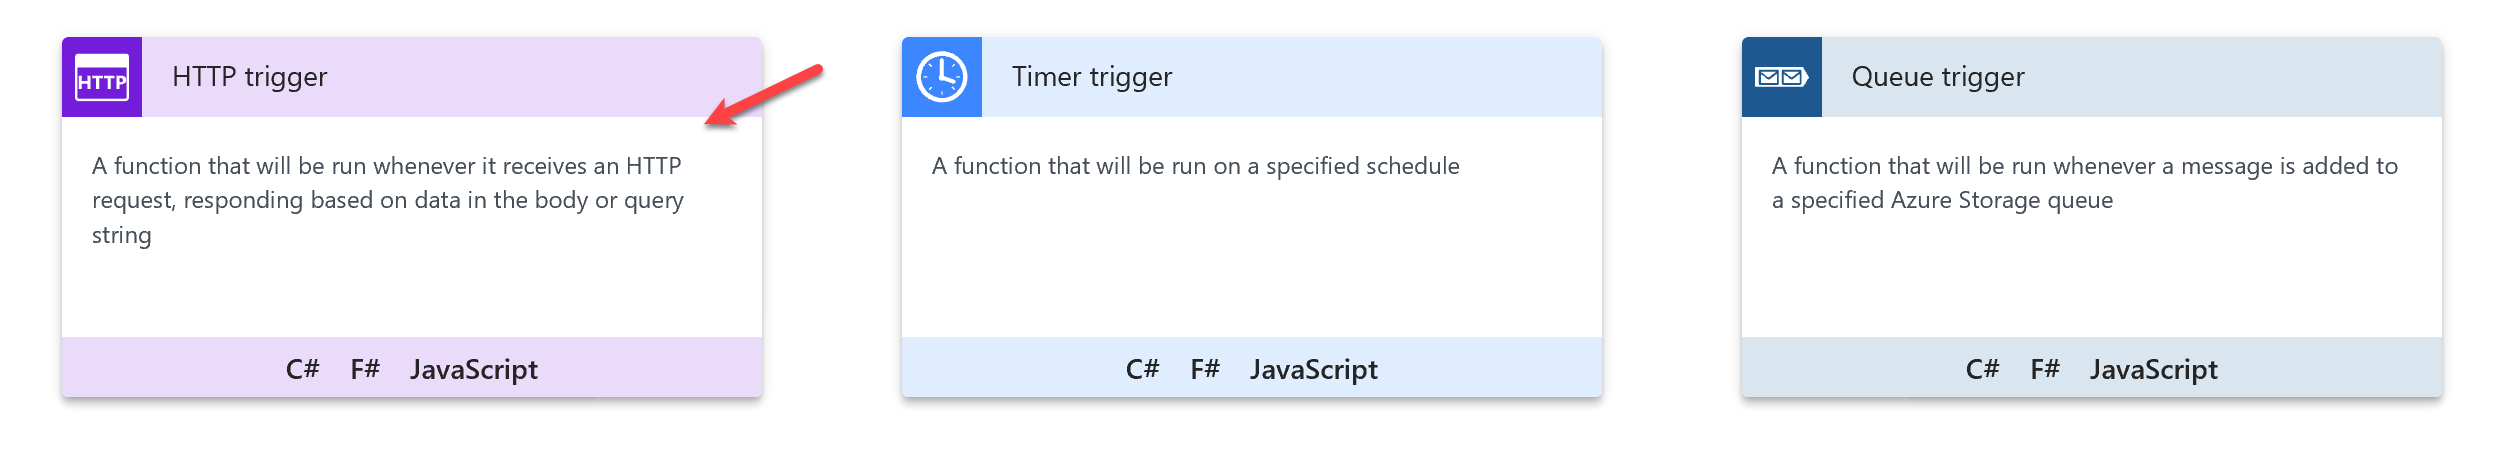 HTTP
HTTP trigger
A function that will be run whenever it receives an HTTP
request, responding based on data in the body or query
string
C# F# JavaScript
Timer trigger
A function that will be run on a specified schedule
C# F# JavaScript
Queue trigger
A function that will be run whenever a message is added to
a specified Azure Storage queue
C# F# JavaScript